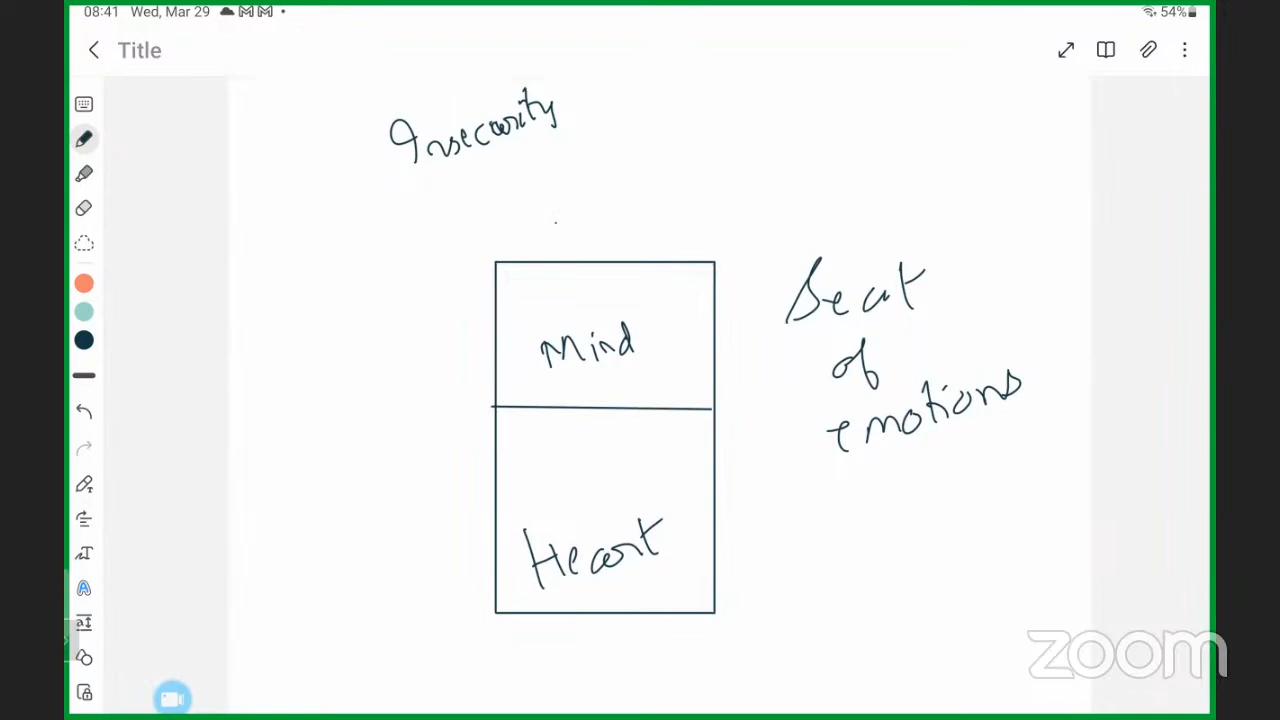 08:41 Wed, Mar 29
54%
Title
Insecurity
Mind
Heart
Seat
of
emotions
zoom